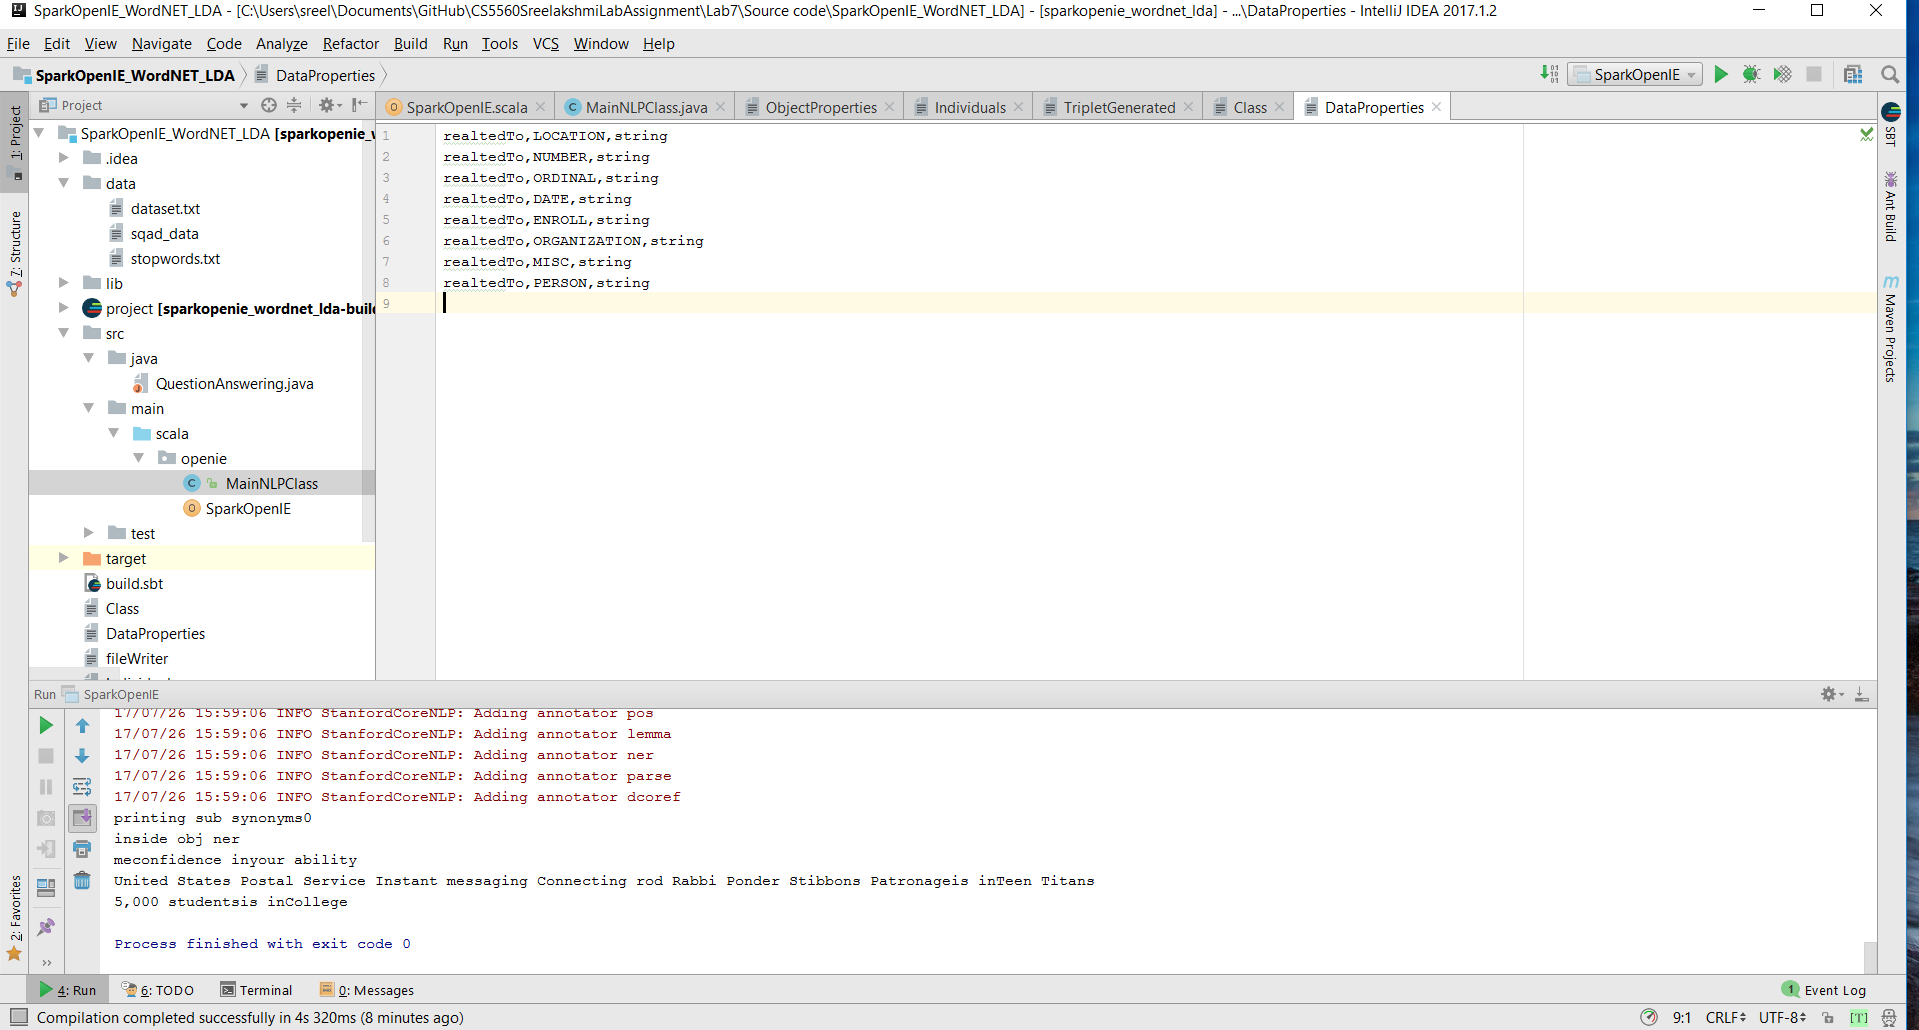 SparkOpenIE_WordNET_LDA - [C:\Users\sreel\Documents\GitHub\CS5560SreelakshmiLabAssignment\Lab7\Source code\SparkOpenIE_WordNET_LDA] - [sparkopenie_wordnet_lda] - ...\DataProperties - IntelliJ IDEA 2017.1.2
File Edit View Navigate Code Analyze Refactor Build Run Tools VCS Window Help
SparkOpenIE_WordNET_LDA DataProperties SparkOpenIE
Project
SparkOpenIE.scala MainNLPClass.java ObjectProperties Individuals TripletGenerated Class DataProperties
1: Project
7: Structure
2: Favorites
SparkOpenIE_WordNET_LDA [sparkopenie_w
.idea
data
dataset.txt
sqad_data
stopwords.txt
lib
project [sparkopenie_wordnet_lda-buil
src
java
QuestionAnswering.java
main
scala
openie
MainNLPClass
SparkOpenIE
test
target
build.sbt
Class
DataProperties
fileWriter
1 realtedTo,LOCATION,string
2 realtedTo,NUMBER,string
3 realtedTo,ORDINAL,string
4 realtedTo,DATE,string
5 realtedTo,ENROLL,string
6 realtedTo,ORGANIZATION,string
7 realtedTo,MISC,string
8 realtedTo,PERSON,string
9
SBT
Ant Build
Maven Projects
Run SparkOpenIE
17/07/26 15:59:06 INFO StanfordCoreNLP: Adding annotator pos
17/07/26 15:59:06 INFO StanfordCoreNLP: Adding annotator lemma
17/07/26 15:59:06 INFO StanfordCoreNLP: Adding annotator ner
17/07/26 15:59:06 INFO StanfordCoreNLP: Adding annotator parse
17/07/26 15:59:06 INFO StanfordCoreNLP: Adding annotator dcoref
printing sub synonyms0
inside obj ner
meconfidence inyour ability
United States Postal Service Instant messaging Connecting rod Rabbi Ponder Stibbons Patronageis inTeen Titans
5,000 studentsis inCollege
Process finished with exit code 0
4: Run 6: TODO Terminal 0: Messages 1 Event Log
Compilation completed successfully in 4s 320ms (8 minutes ago) 9:1 CRLF UTF-8 [T]